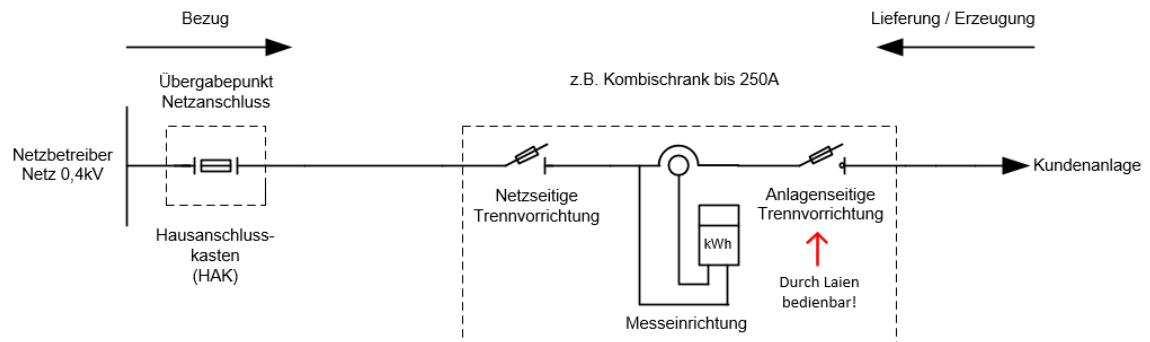 Bezug
Lieferung / Erzeugung
Übergabepunkt
Netzanschluss
z.B. Kombischrank bis 250A
Netzbetreiber
Netz 0,4kV
Kundenanlage
Netzseitige
Trennvorrichtung
Anlagenseitige
Trennvorrichtung
Hausanschluss-
kasten
(HAK)
kWh
Durch Laien
bedienbar!
Messeinrichtung